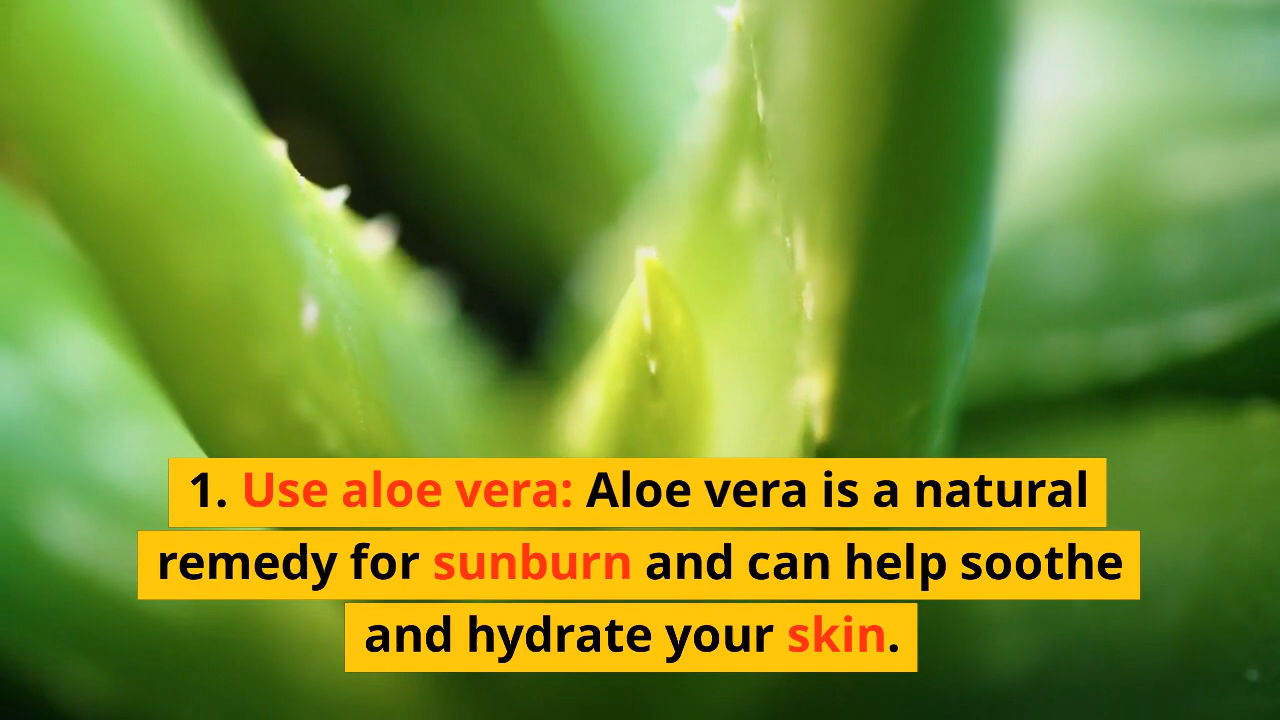 1. Use aloe vera: Aloe vera is a natural
remedy for sunburn and can help soothe
and hydrate your skin.